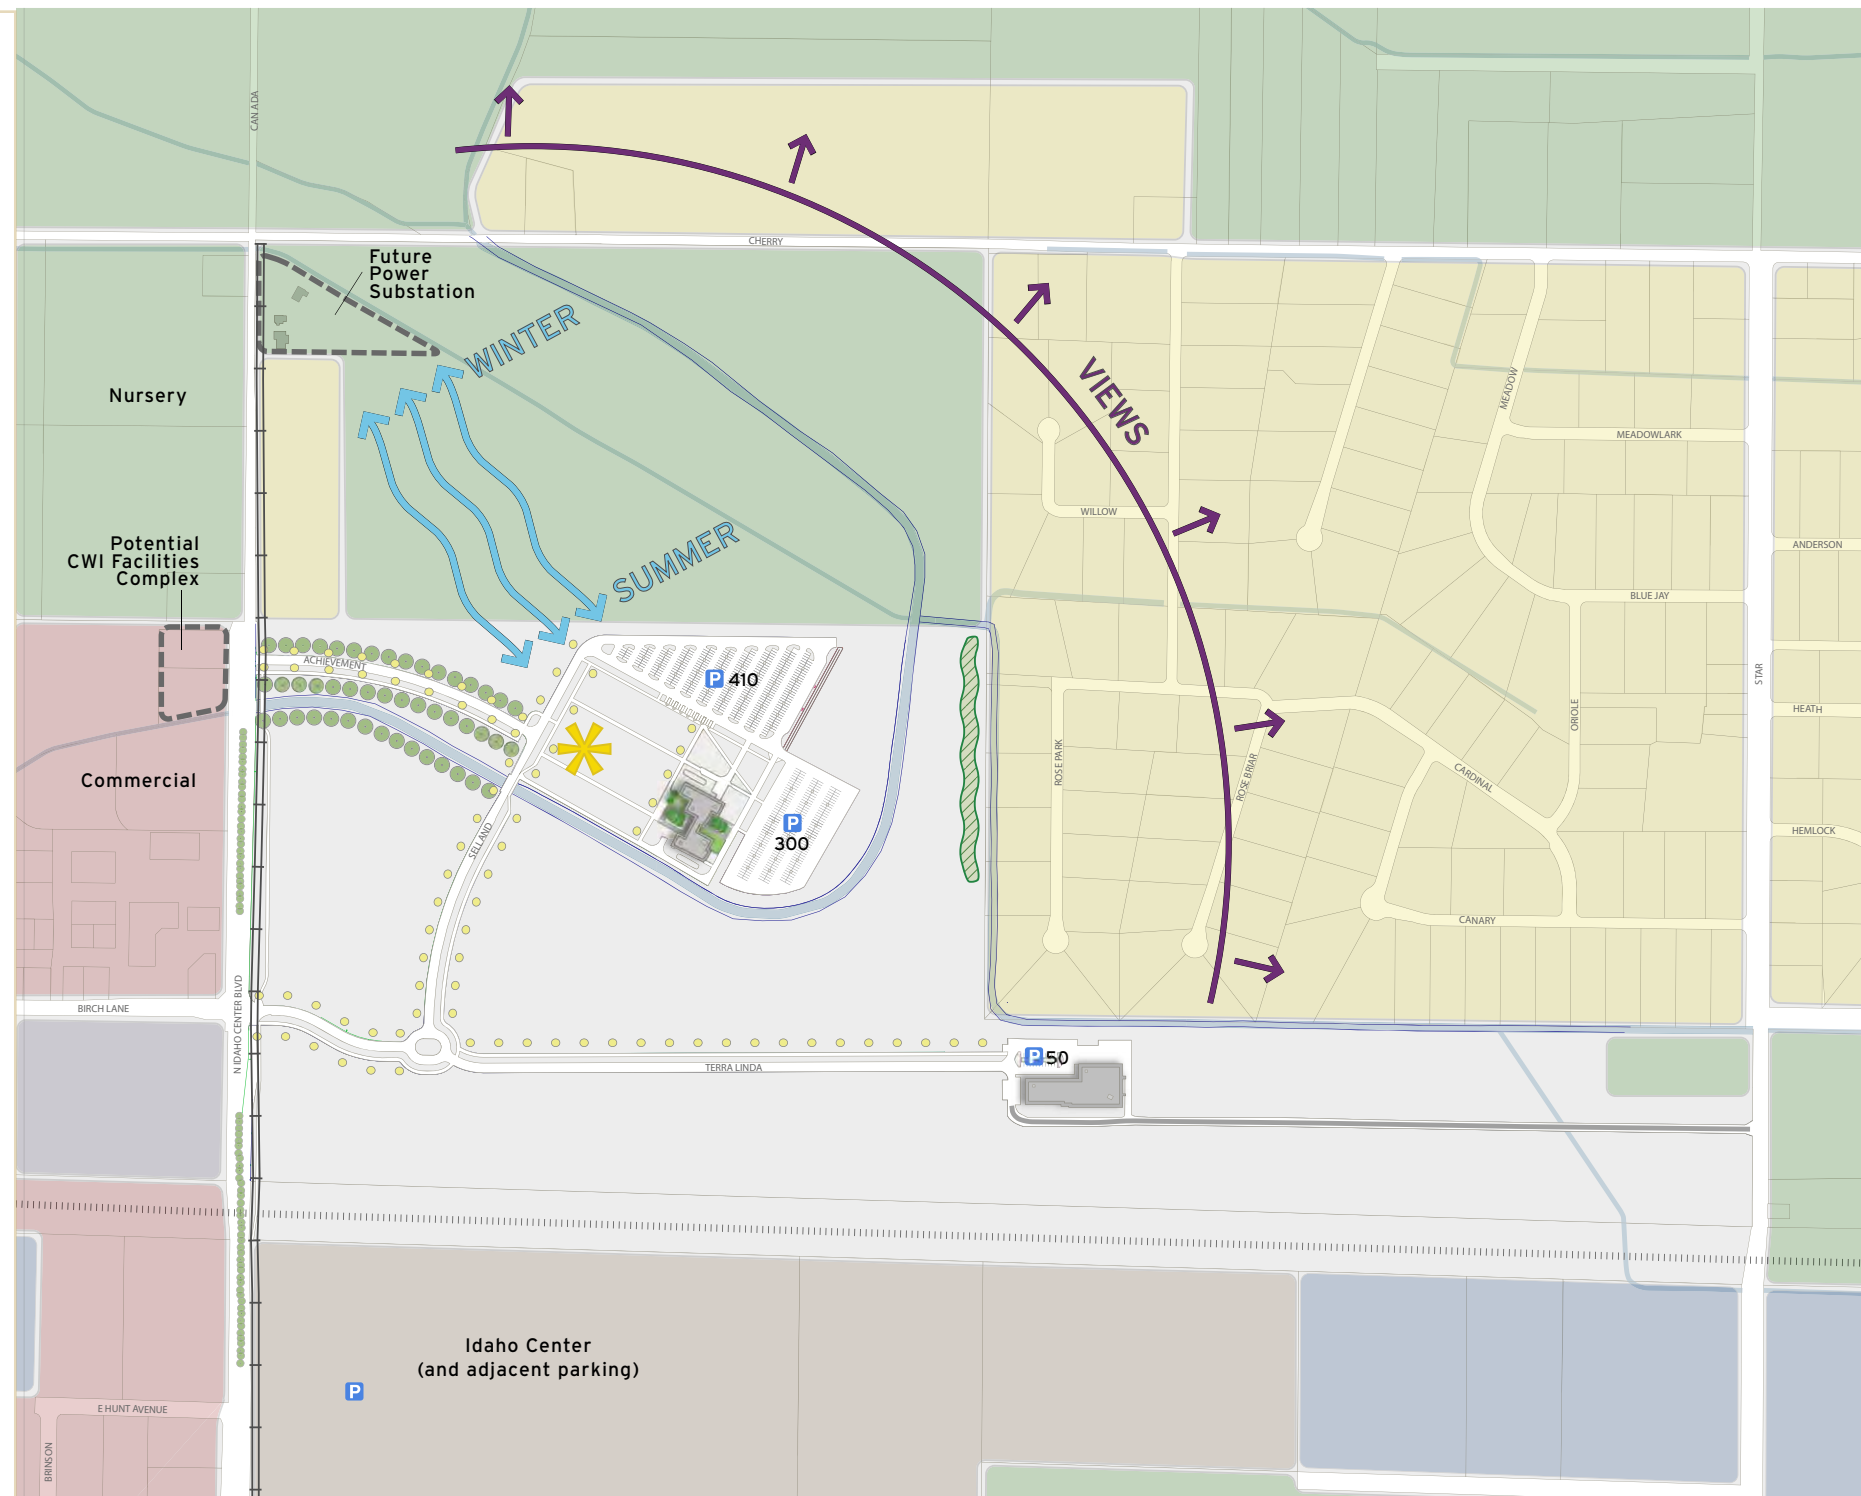 CAN ADA
CHERRY
Future
Power
Substation
WINTER
Nursery
VIEWS
MEADOW
MEADOWLARK
WILLOW
SUMMER
Potential
CWI Facilities
Complex
ANDERSON
BLUE JAY
ACHIEVEMENT
P 410
STAR
HEATH
ORIOLE
ROSE PARK
ROSE BRIAR
CARDINAL
Commercial
P
300
SELLAND
HEMLOCK
CANARY
BIRCH LANE
N IDAHO CENTER BLVD
P 50
TERRA LINDA
Idaho Center
(and adjacent parking)
P
E HUNT AVENUE
BRINSON